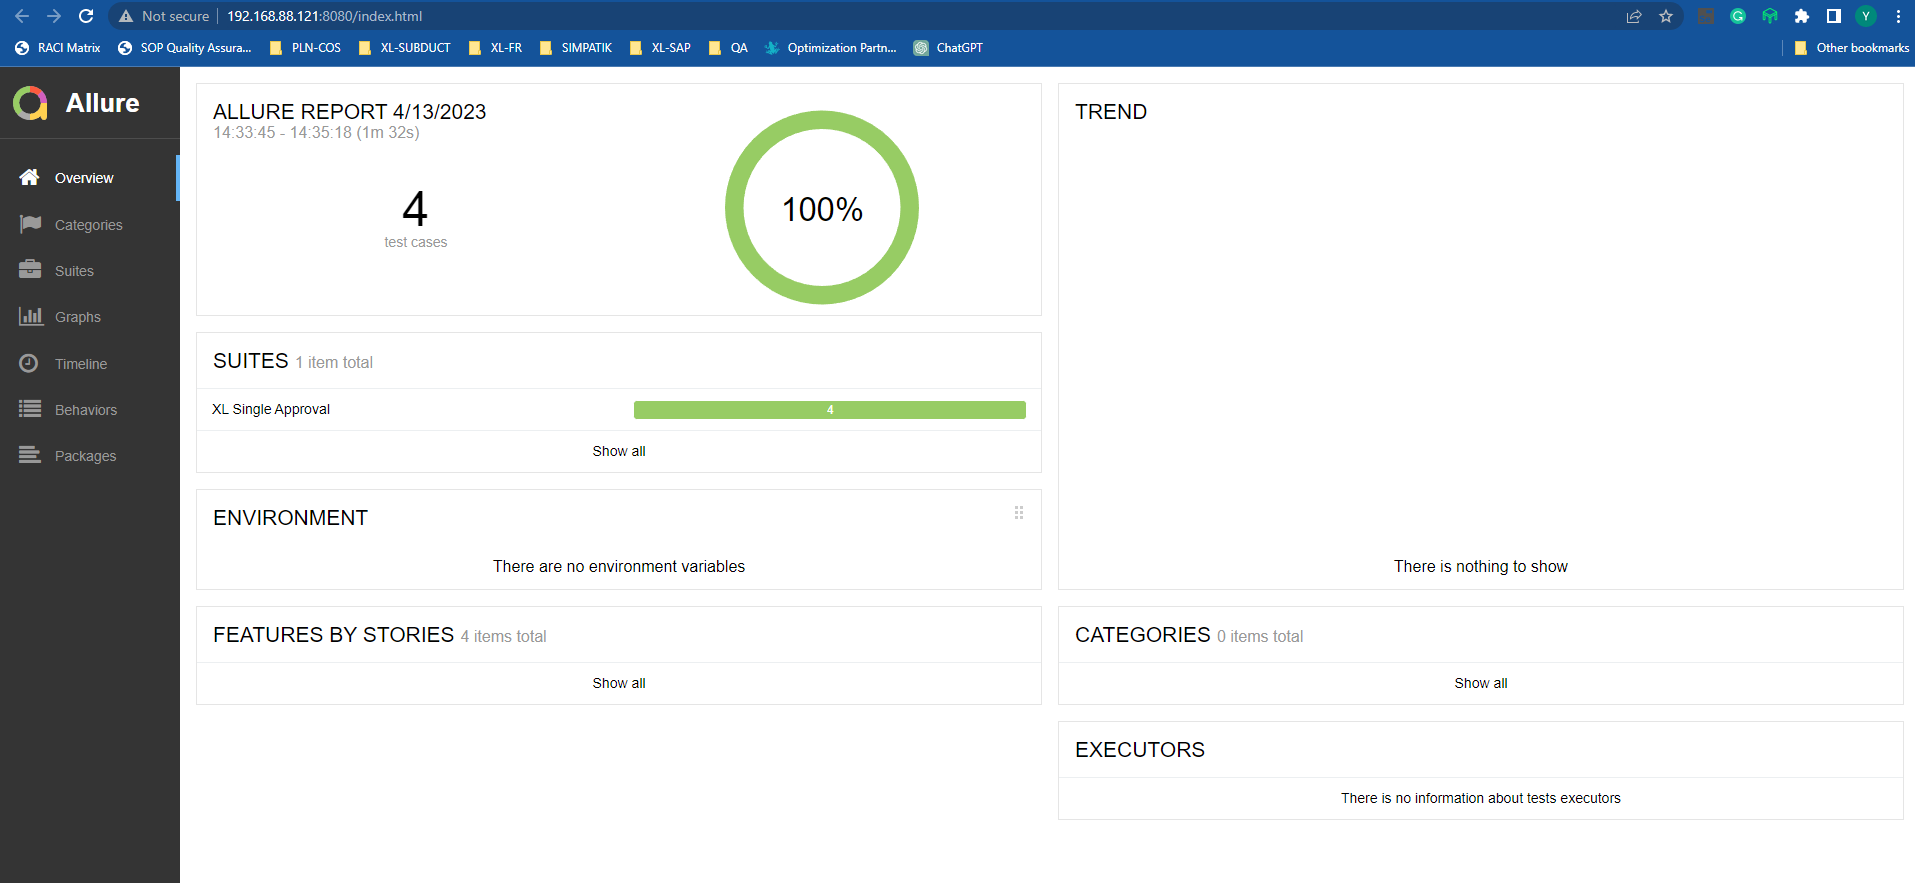 Not secure
192.168.88.121:8080/index.html
RACI Matrix
SOP Quality Assura...
PLN-COS
XL-SUBDUCT
XL-FR
SIMPATIK
XL-SAP
QA
Optimization Partn...
ChatGPT
Other bookmarks
Y
Allure
Overview
Categories
Suites
Graphs
Timeline
Behaviors
Packages
ALLURE REPORT 4/13/2023
14:33:45 - 14:35:18 (1m 32s)
4
test cases
100%
SUITES 1 item total
XL Single Approval
4
Show all
ENVIRONMENT
There are no environment variables
FEATURES BY STORIES 4 items total
Show all
TREND
There is nothing to show
CATEGORIES 0 items total
Show all
EXECUTORS
There is no information about tests executors